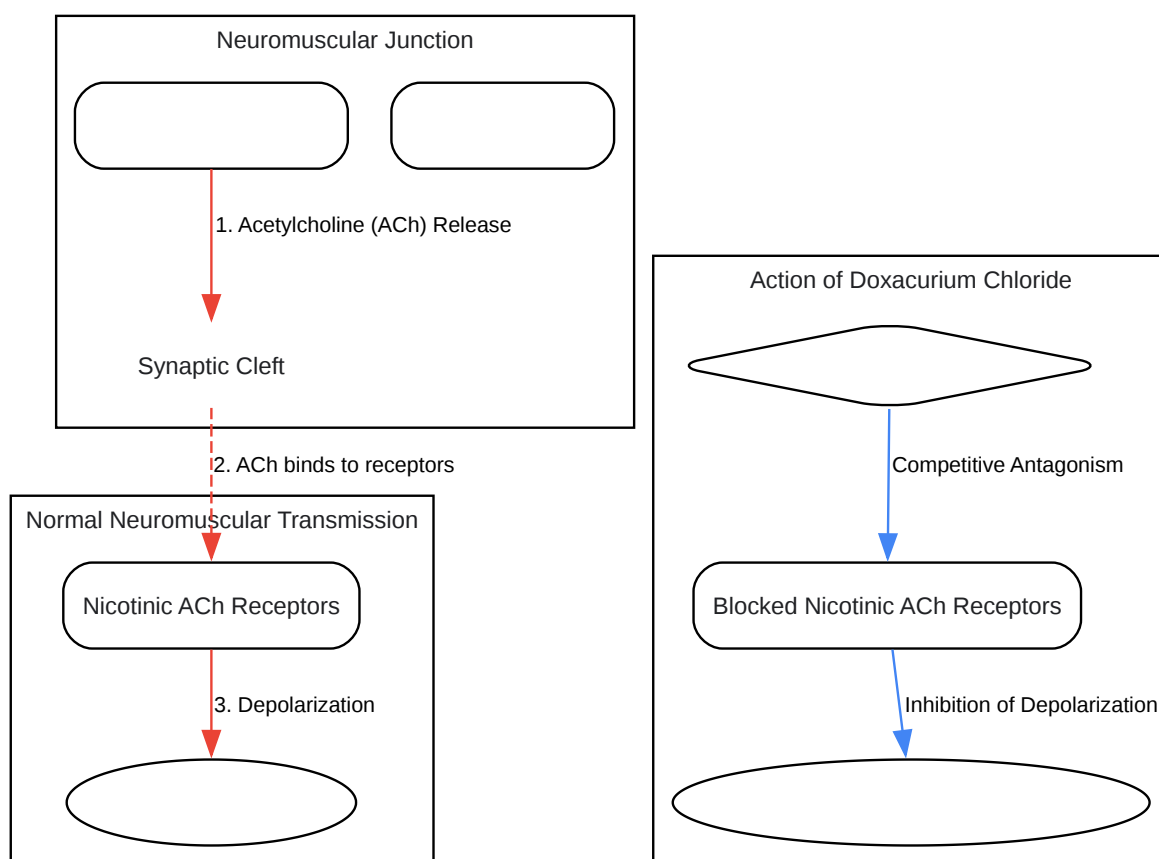 Neuromuscular Junction
1. Acetylcholine (ACh) Release
Synaptic Cleft
2. ACh binds to receptors
Normal Neuromuscular Transmission
Nicotinic ACh Receptors
3. Depolarization
Action of Doxacurium Chloride
Competitive Antagonism
Blocked Nicotinic ACh Receptors
Inhibition of Depolarization